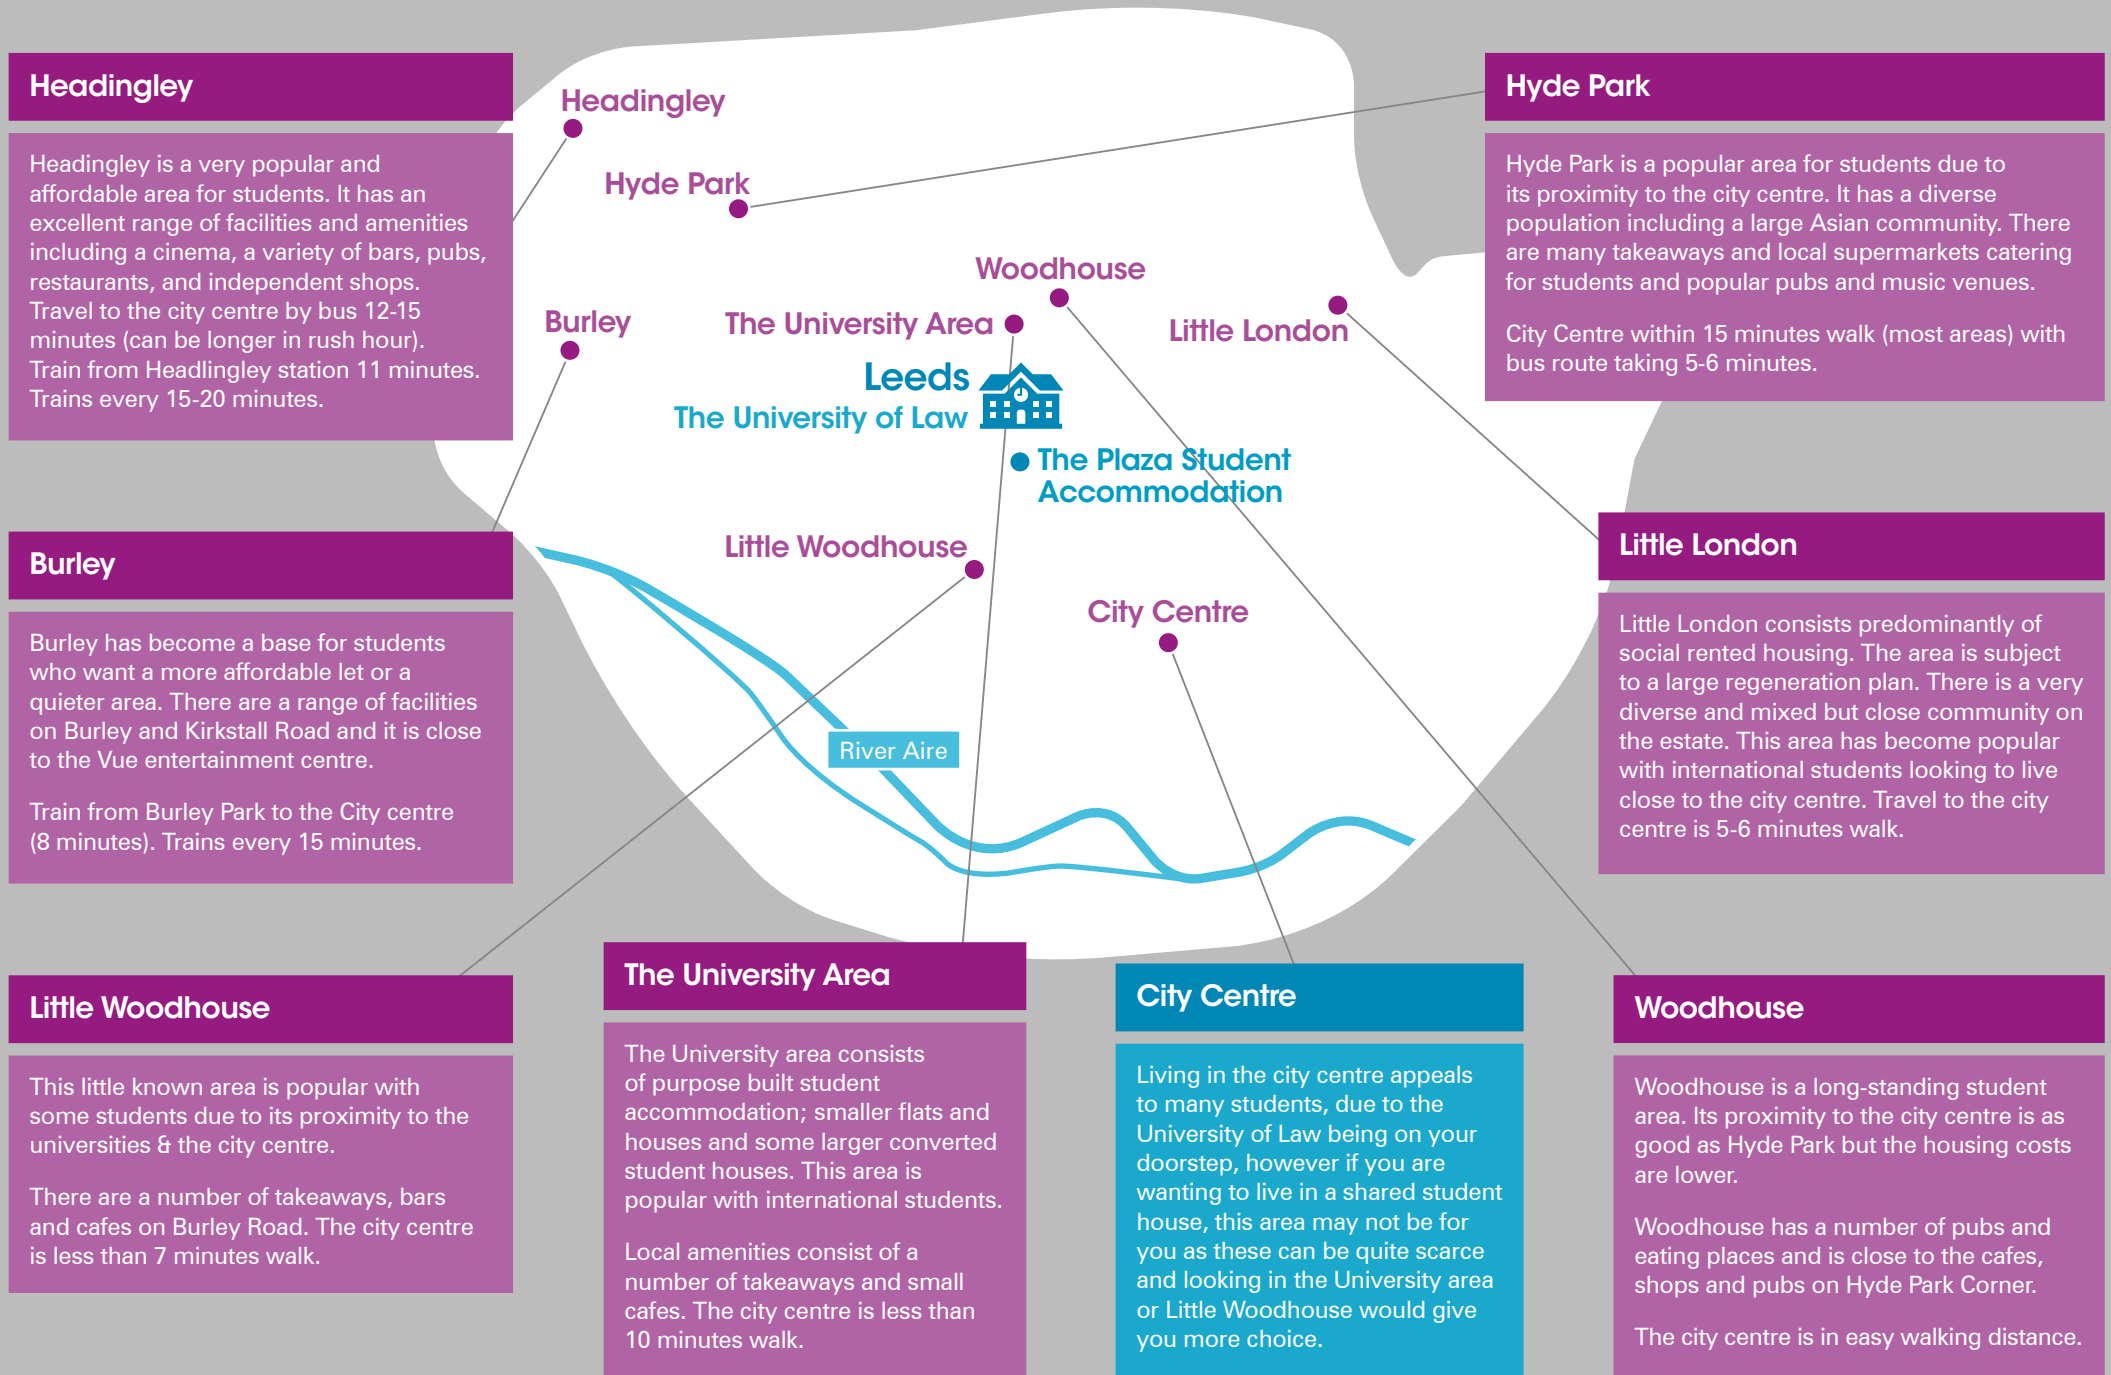 Headingley
Headingley is a very popular and
affordable area for students. It has an
excellent range of facilities and amenities
including a cinema, a variety of bars, pubs,
restaurants, and independent shops.
Travel to the city centre by bus 12-15
minutes (can be longer in rush hour).
Train from Headlingley station 11 minutes.
Trains every 15-20 minutes.
Burley
Burley has become a base for students
who want a more affordable let or a
quieter area. There are a range of facilities
on Burley and Kirkstall Road and it is close
to the Vue entertainment centre.
Train from Burley Park to the City centre
(8 minutes). Trains every 15 minutes.
Little Woodhouse
This little known area is popular with
some students due to its proximity to the
universities & the city centre.
There are a number of takeaways, bars
and cafes on Burley Road. The city centre
is less than 7 minutes walk.
Headingley
Hyde Park
Woodhouse
Burley
The University Area
Little London
Leeds
The University of Law
The Plaza Student
Accommodation
Little Woodhouse
City Centre
River Aire
The University Area
The University area consists
of purpose built student
accommodation; smaller flats and
houses and some larger converted
student houses. This area is
popular with international students.
Local amenities consist of a
number of takeaways and small
cafes. The city centre is less than
10 minutes walk.
City Centre
Living in the city centre appeals
to many students, due to the
University of Law being on your
doorstep, however if you are
wanting to live in a shared student
house, this area may not be for
you as these can be quite scarce
and looking in the University area
or Little Woodhouse would give
you more choice.
Hyde Park
Hyde Park is a popular area for students due to
its proximity to the city centre. It has a diverse
population including a large Asian community. There
are many takeaways and local supermarkets catering
for students and popular pubs and music venues.
City Centre within 15 minutes walk (most areas) with
bus route taking 5-6 minutes.
Little London
Little London consists predominantly of
social rented housing. The area is subject
to a large regeneration plan. There is a very
diverse and mixed but close community on
the estate. This area has become popular
with international students looking to live
close to the city centre. Travel to the city
centre is 5-6 minutes walk.
Woodhouse
Woodhouse is a long-standing student
area. Its proximity to the city centre is as
good as Hyde Park but the housing costs
are lower.
Woodhouse has a number of pubs and
eating places and is close to the cafes,
shops and pubs on Hyde Park Corner.
The city centre is in easy walking distance.